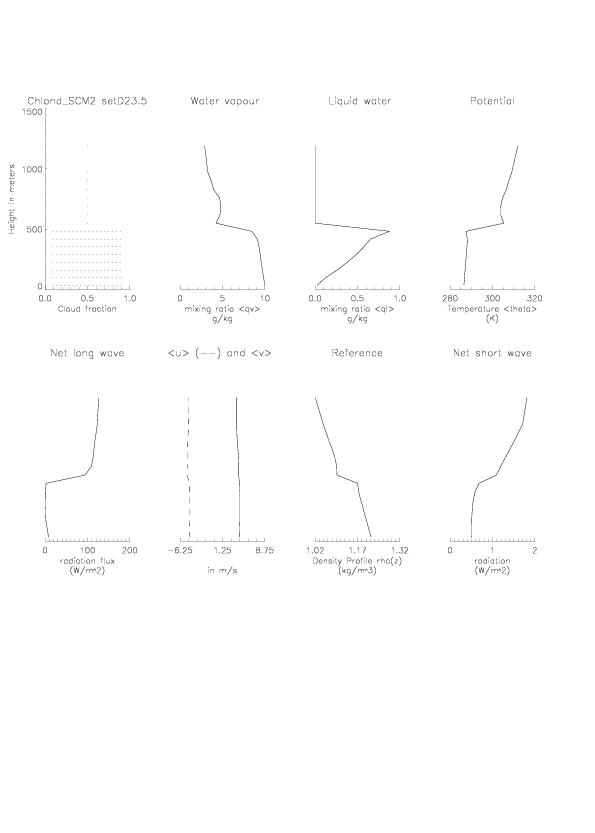 Chlond_SCM2 setD23.5
Water vapour
Liquid water
Potential
1500
1000
500
0
Height in meters
0.0 0.5 1.0
Cloud fraction
0 5 10
mixing ratio <qv>
g/kg
0.0 0.5 1.0
mixing ratio <ql>
g/kg
280 300 320
Temperature <theta>
(K)
Net long wave
<u> (--) and <v>
Reference
Net short wave
0 100 200
radiation flux
(W/m^2)
-6.25 1.25 8.75
in m/s
1.02 1.17 1.32
Density Profile rho(z)
(kg/m^3)
0 1 2
radiation
(W/m^2)